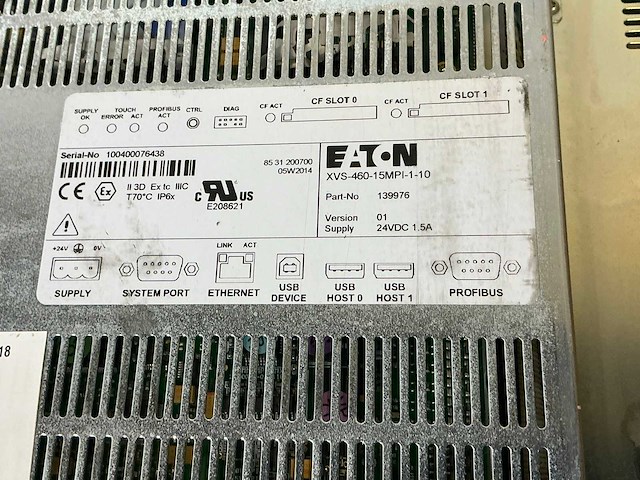 SUPPLY OK
TOUCH
ERROR ACT
PROFIBUS ACT
CTRL
DIAG
CF ACT
CF SLOT 0
CF ACT
CF SLOT 1
Serial-No 100400076438
85 31 200700
05W2014
CE Ex II 3D Ex tc IIIC
T70°C IP6x
c RU US
E208621
EATON
XVS-460-15MPI-1-10
Part-No 139976
Version 01
Supply 24VDC 1.5A
+24V 0V
LINK ACT
SUPPLY
SYSTEM PORT
ETHERNET
USB DEVICE
USB HOST 0
USB HOST 1
PROFIBUS
18